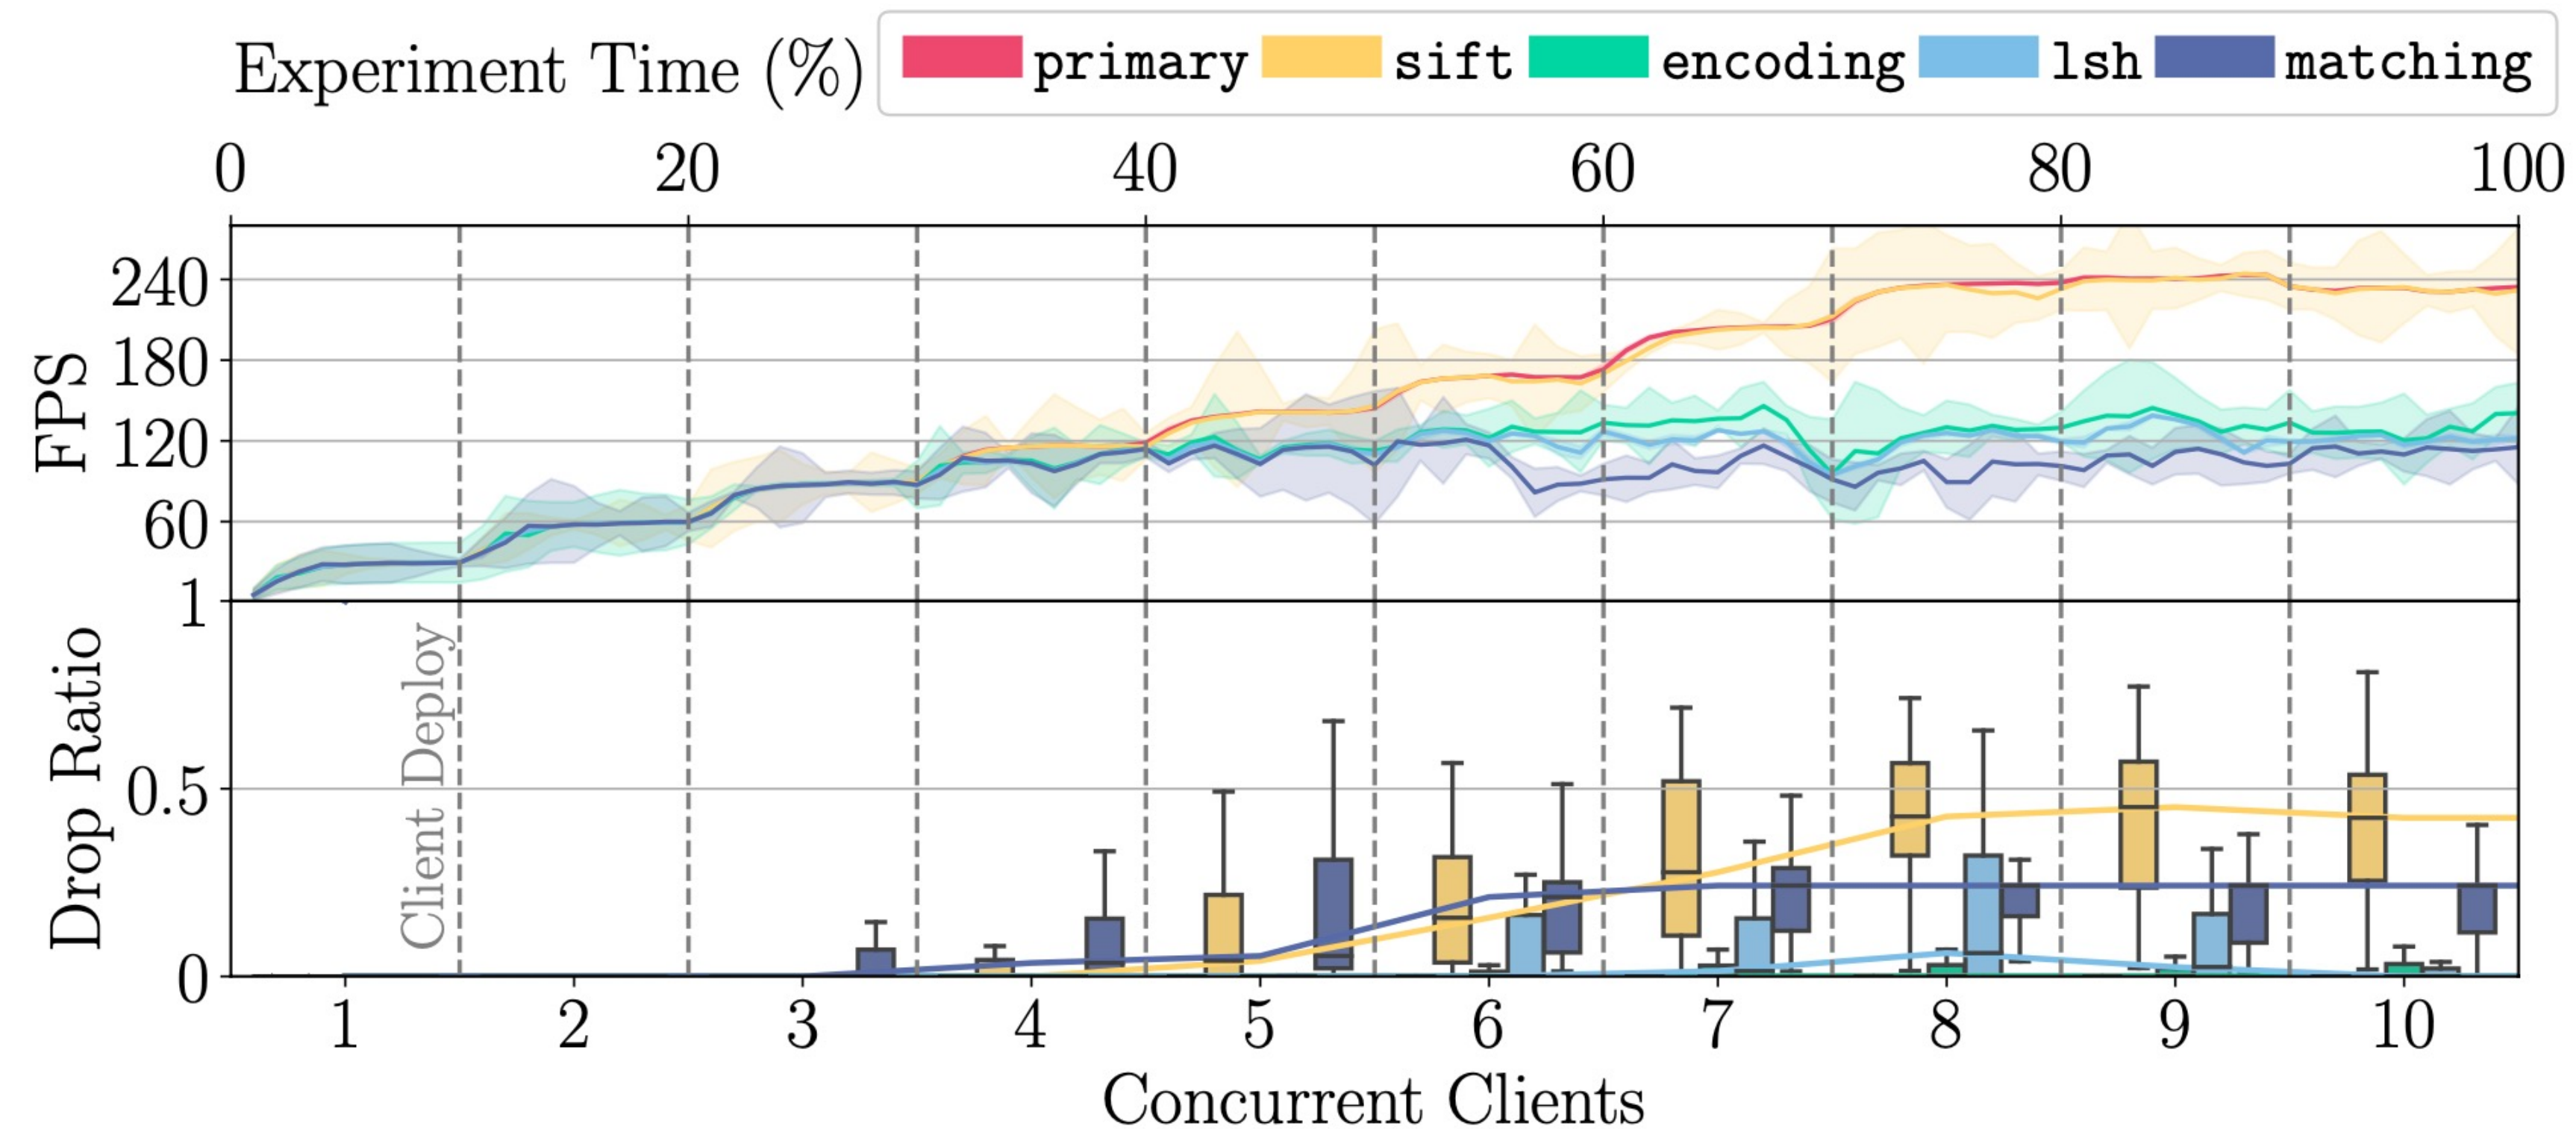 Experiment Time (%) primary sift encoding lsh matching
0 20 40 60 80 100
FPS
240
180
120
60
1
Drop Ratio
0.5
0
Client Deploy
1 2 3 4 5 6 7 8 9 10
Concurrent Clients